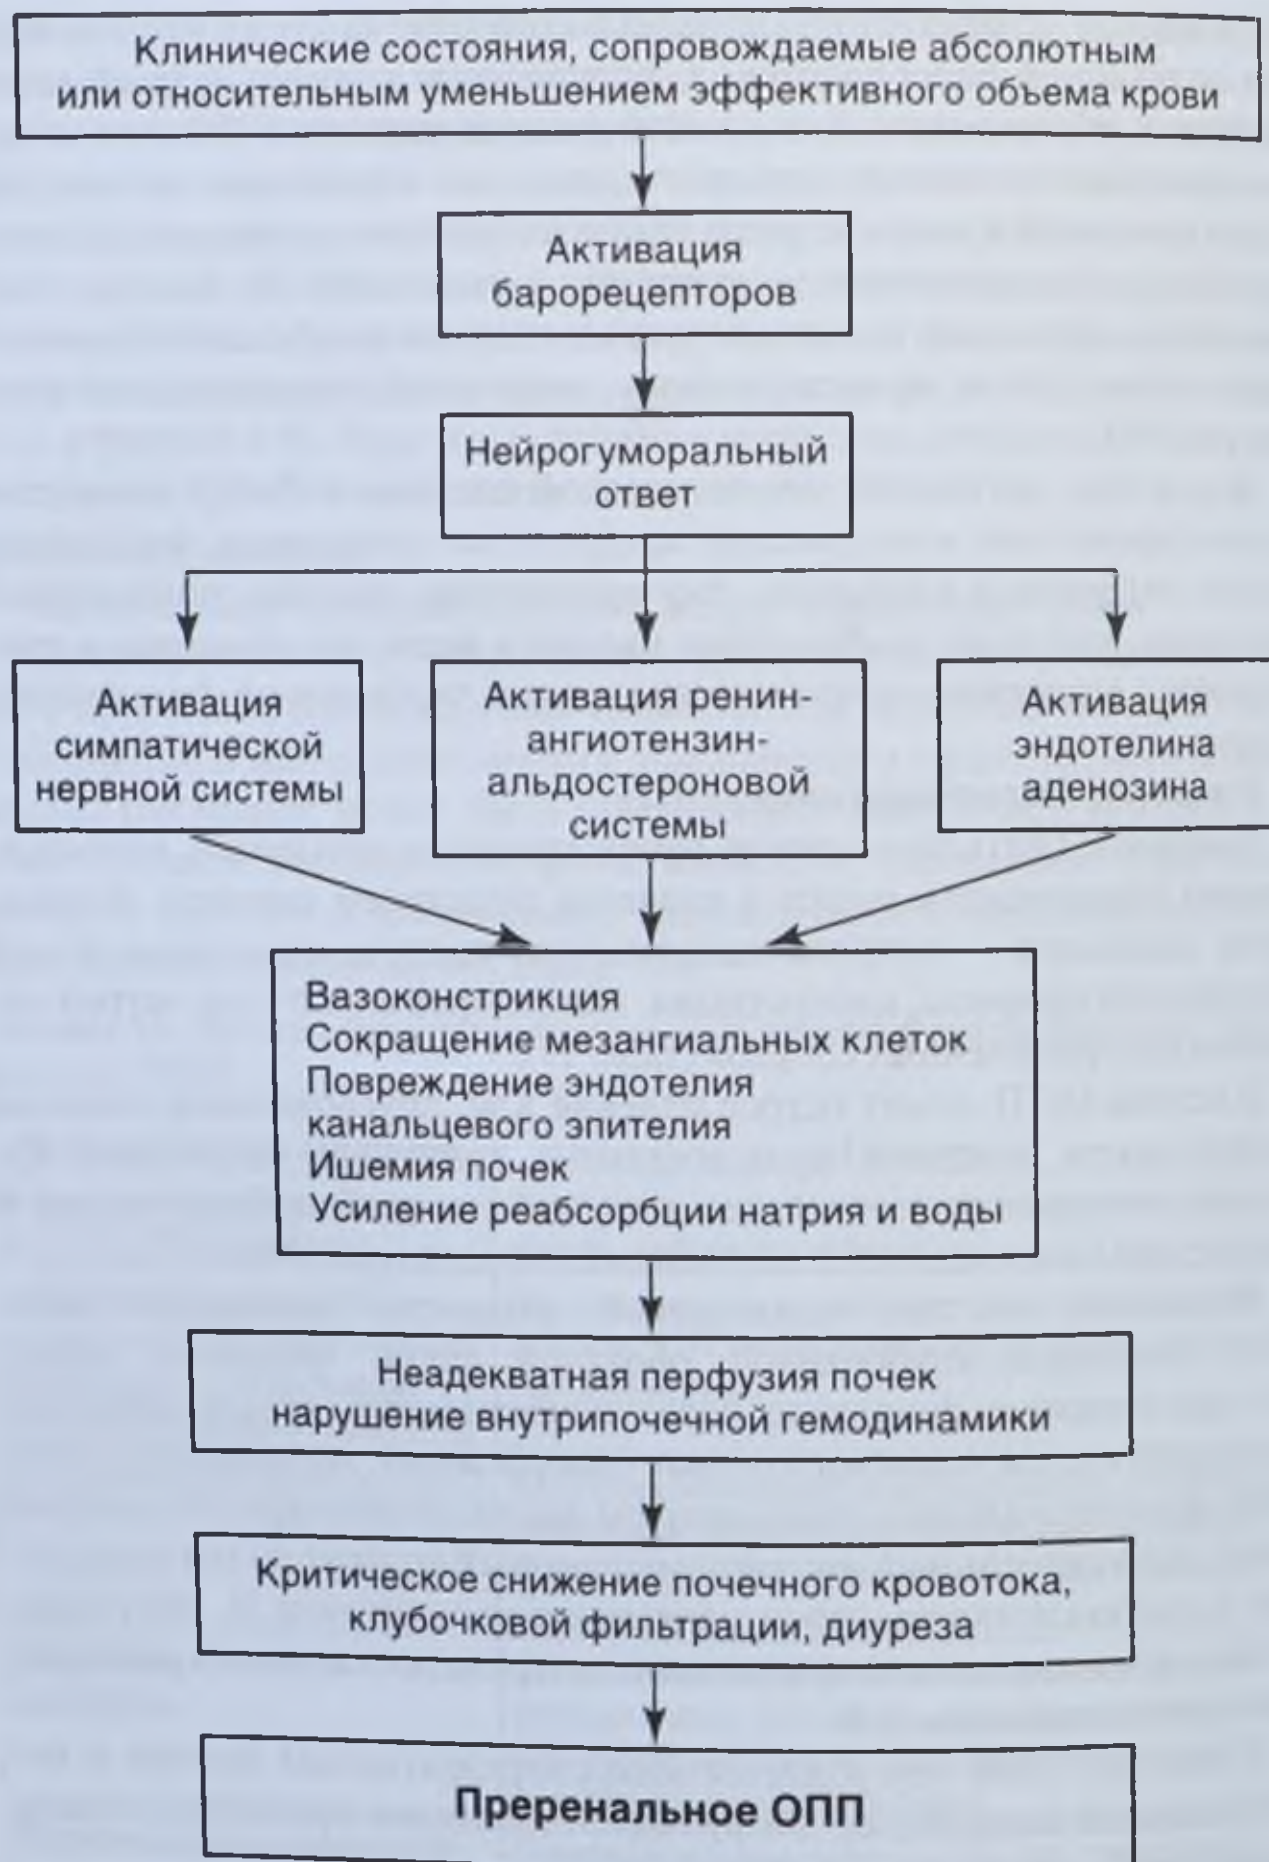 Клинические состояния, сопровождаемые абсолютным
или относительным уменьшением эффективного объема крови
Активация
барорецепторов
Нейрогуморальный
ответ
Активация
симпатической
нервной системы
Активация ренин-
ангиотензин-
альдостероновой
системы
Активация
эндотелина
аденозина
Вазоконстрикция
Сокращение мезангиальных клеток
Повреждение эндотелия
канальцевого эпителия
Ишемия почек
Усиление реабсорбции натрия и воды
Неадекватная перфузия почек
нарушение внутрипочечной гемодинамики
Критическое снижение почечного кровотока,
клубочковой фильтрации, диуреза
Преренальное ОПП